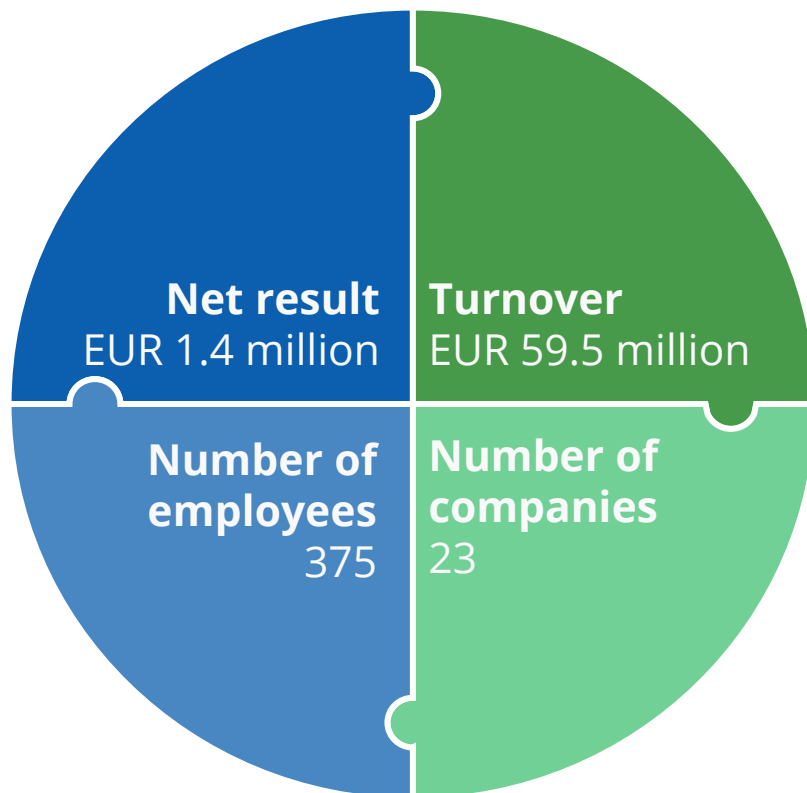 Net result
EUR 1.4 million
Turnover
EUR 59.5 million
Number of
employees
375
Number of
companies
23